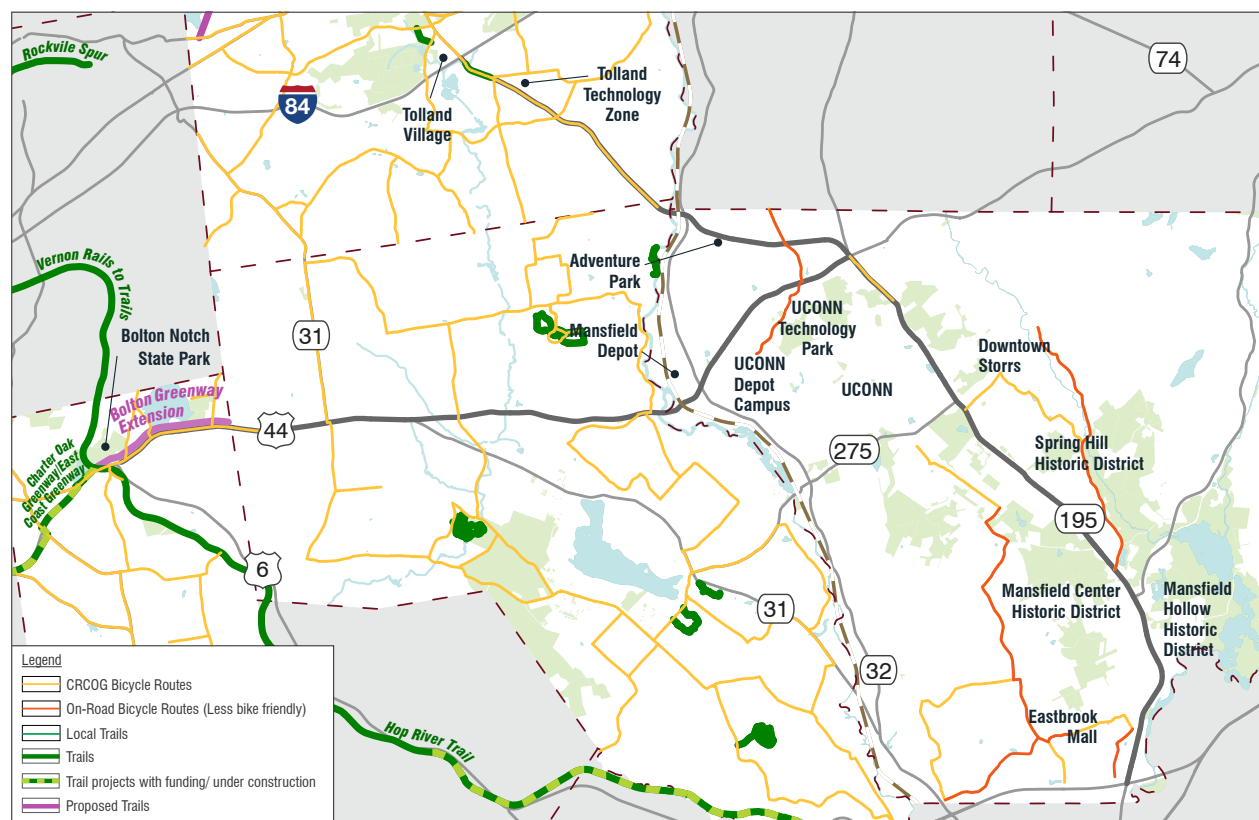 Rockvile Spur
84
Tolland
Village
Tolland
Technology
Zone
74
Vernon Rails to Trails
Bolton Notch
State Park
31
Adventure
Park
Mansfield
Depot
UCONN
Technology
Park
UCONN
Depot
Campus
UCONN
Downtown
Storrs
Bolton Greenway
Extension
44
Charter Oak
Greenway/East
Coast Greenway
275
Spring Hill
Historic District
195
6
31
Mansfield Center
Historic District
Mansfield
Hollow
Historic
District
32
Eastbrook
Mall
Hop River Trail
Legend
CRCOG Bicycle Routes
On-Road Bicycle Routes (Less bike friendly)
Local Trails
Trails
Trail projects with funding/ under construction
Proposed Trails